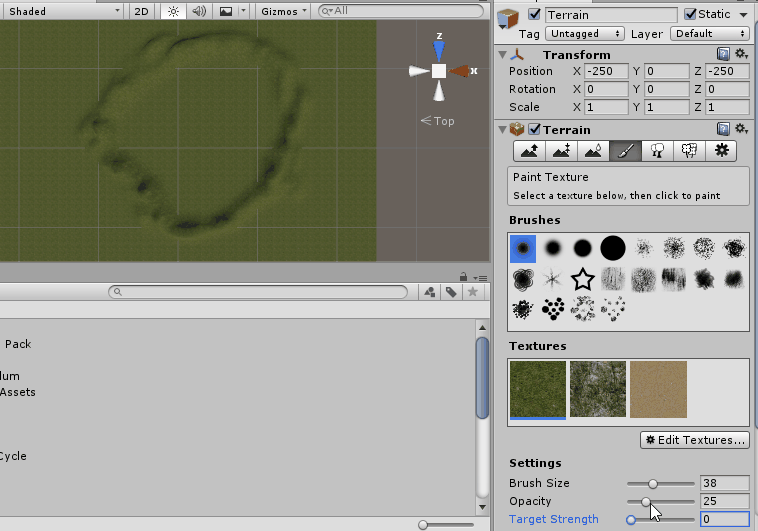 Shaded 2D Gizmos All
z
x
Top
Pack
lum
Assets
Cycle
Terrain Static
Tag Untagged Layer Default
Transform
Position X -250 Y 0 Z -250
Rotation X 0 Y 0 Z 0
Scale X 1 Y 1 Z 1
Terrain
Paint Texture
Select a texture below, then click to paint
Brushes
Textures
Edit Textures...
Settings
Brush Size 38
Opacity 25
Target Strength 0